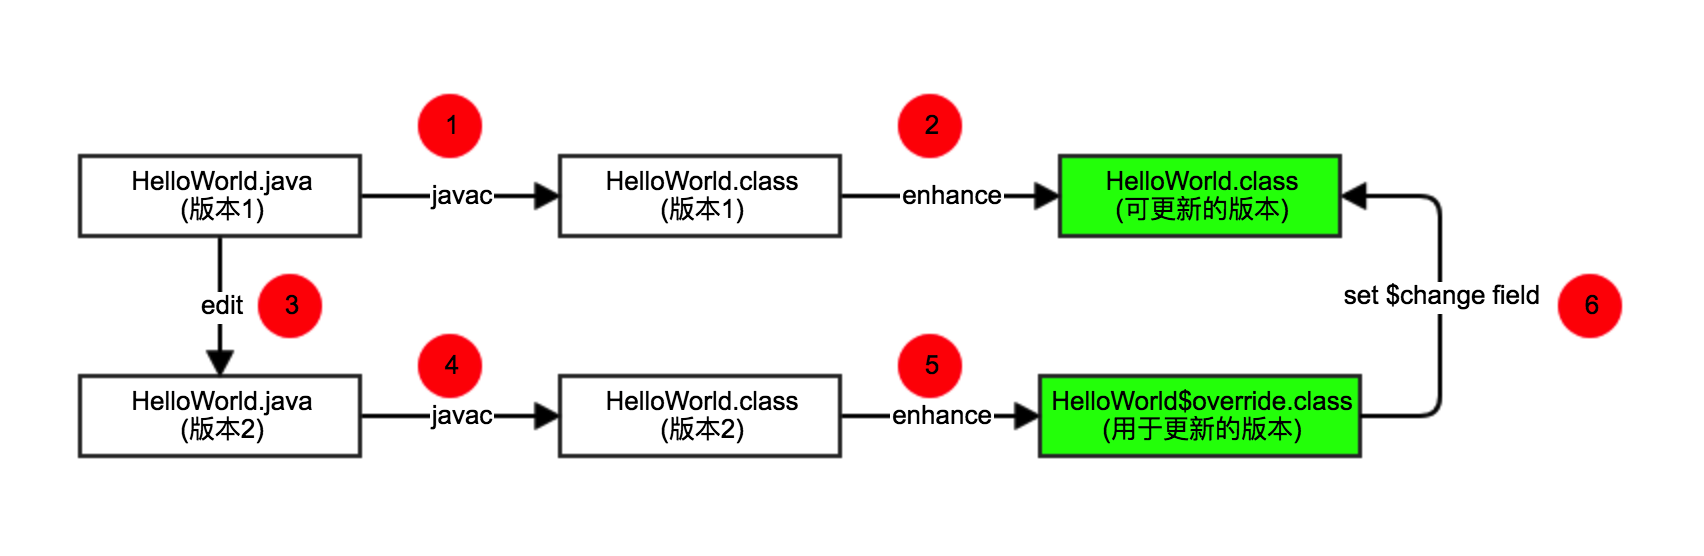 1
2
HelloWorld.java
(版本1)
javac
HelloWorld.class
(版本1)
enhance
HelloWorld.class
(可更新的版本)
edit
3
set $change field
6
4
5
HelloWorld.java
(版本2)
javac
HelloWorld.class
(版本2)
enhance
HelloWorld$override.class
(用于更新的版本)